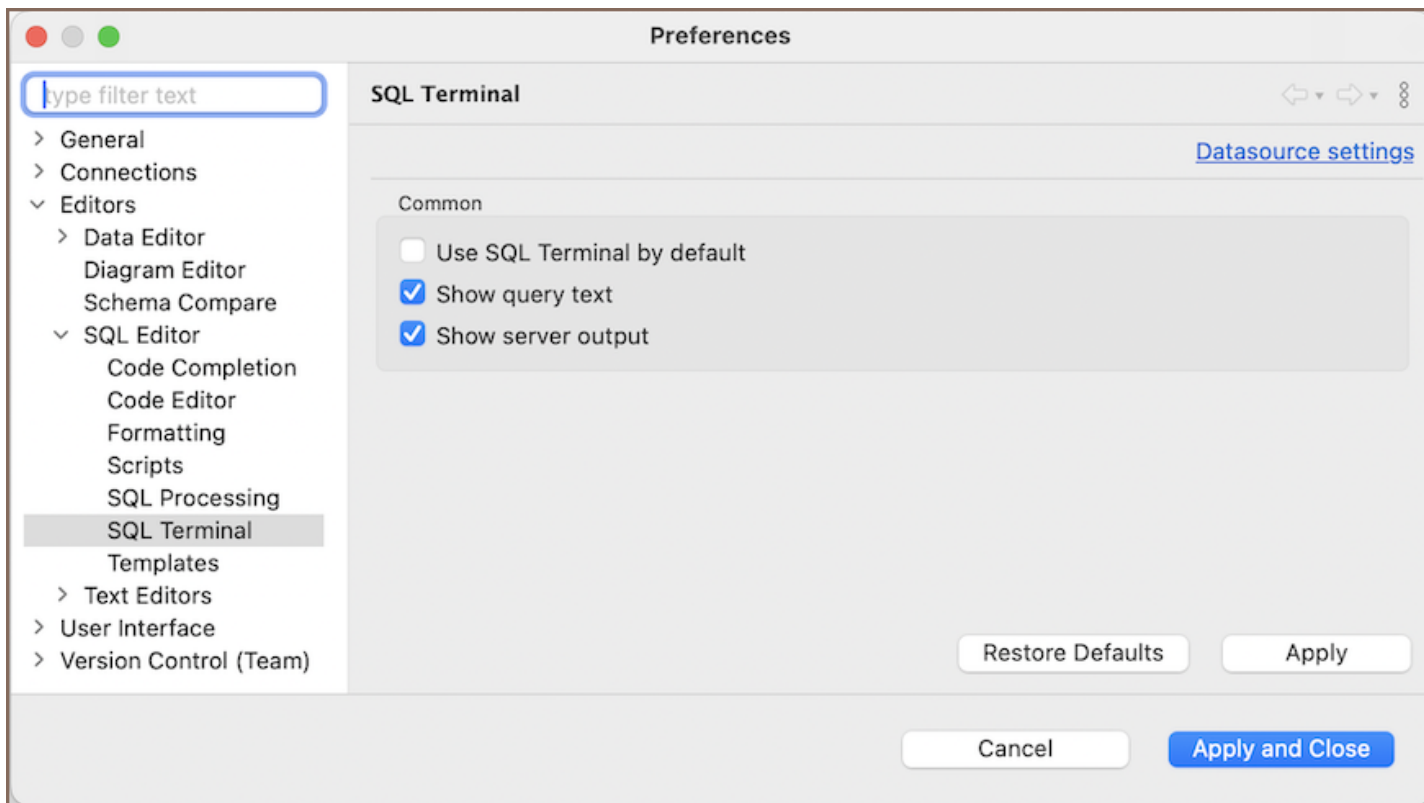 Preferences
type filter text
General
Connections
Editors
Data Editor
Diagram Editor
Schema Compare
SQL Editor
Code Completion
Code Editor
Formatting
Scripts
SQL Processing
SQL Terminal
Templates
Text Editors
User Interface
Version Control (Team)
SQL Terminal
Datasource settings
Common
Use SQL Terminal by default
Show query text
Show server output
Restore Defaults
Apply
Cancel
Apply and Close